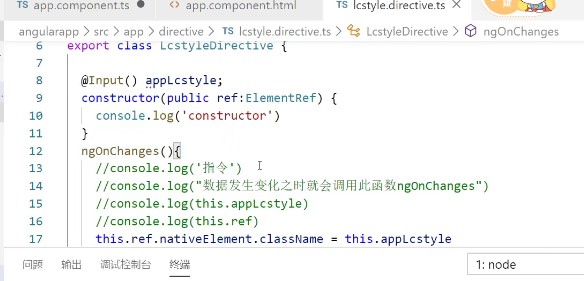 TS app.component.ts ● app.component.html TS lcstyle.directive.ts
angularapp > src > app > directive > TS lcstyle.directive.ts > LcstyleDirective > ngOnChanges
6 export class LcstyleDirective {
7
8 @Input() appLcstyle;
9 constructor(public ref:ElementRef) {
10 console.log('constructor')
11 }
12 ngOnChanges(){
13 //console.log('指令')
14 //console.log("数据发生变化之时就会调用此函数ngOnChanges")
15 //console.log(this.appLcstyle)
16 //console.log(this.ref)
17 this.ref.nativeElement.className = this.appLcstyle
问题 输出 调试控制台 终端 1: node